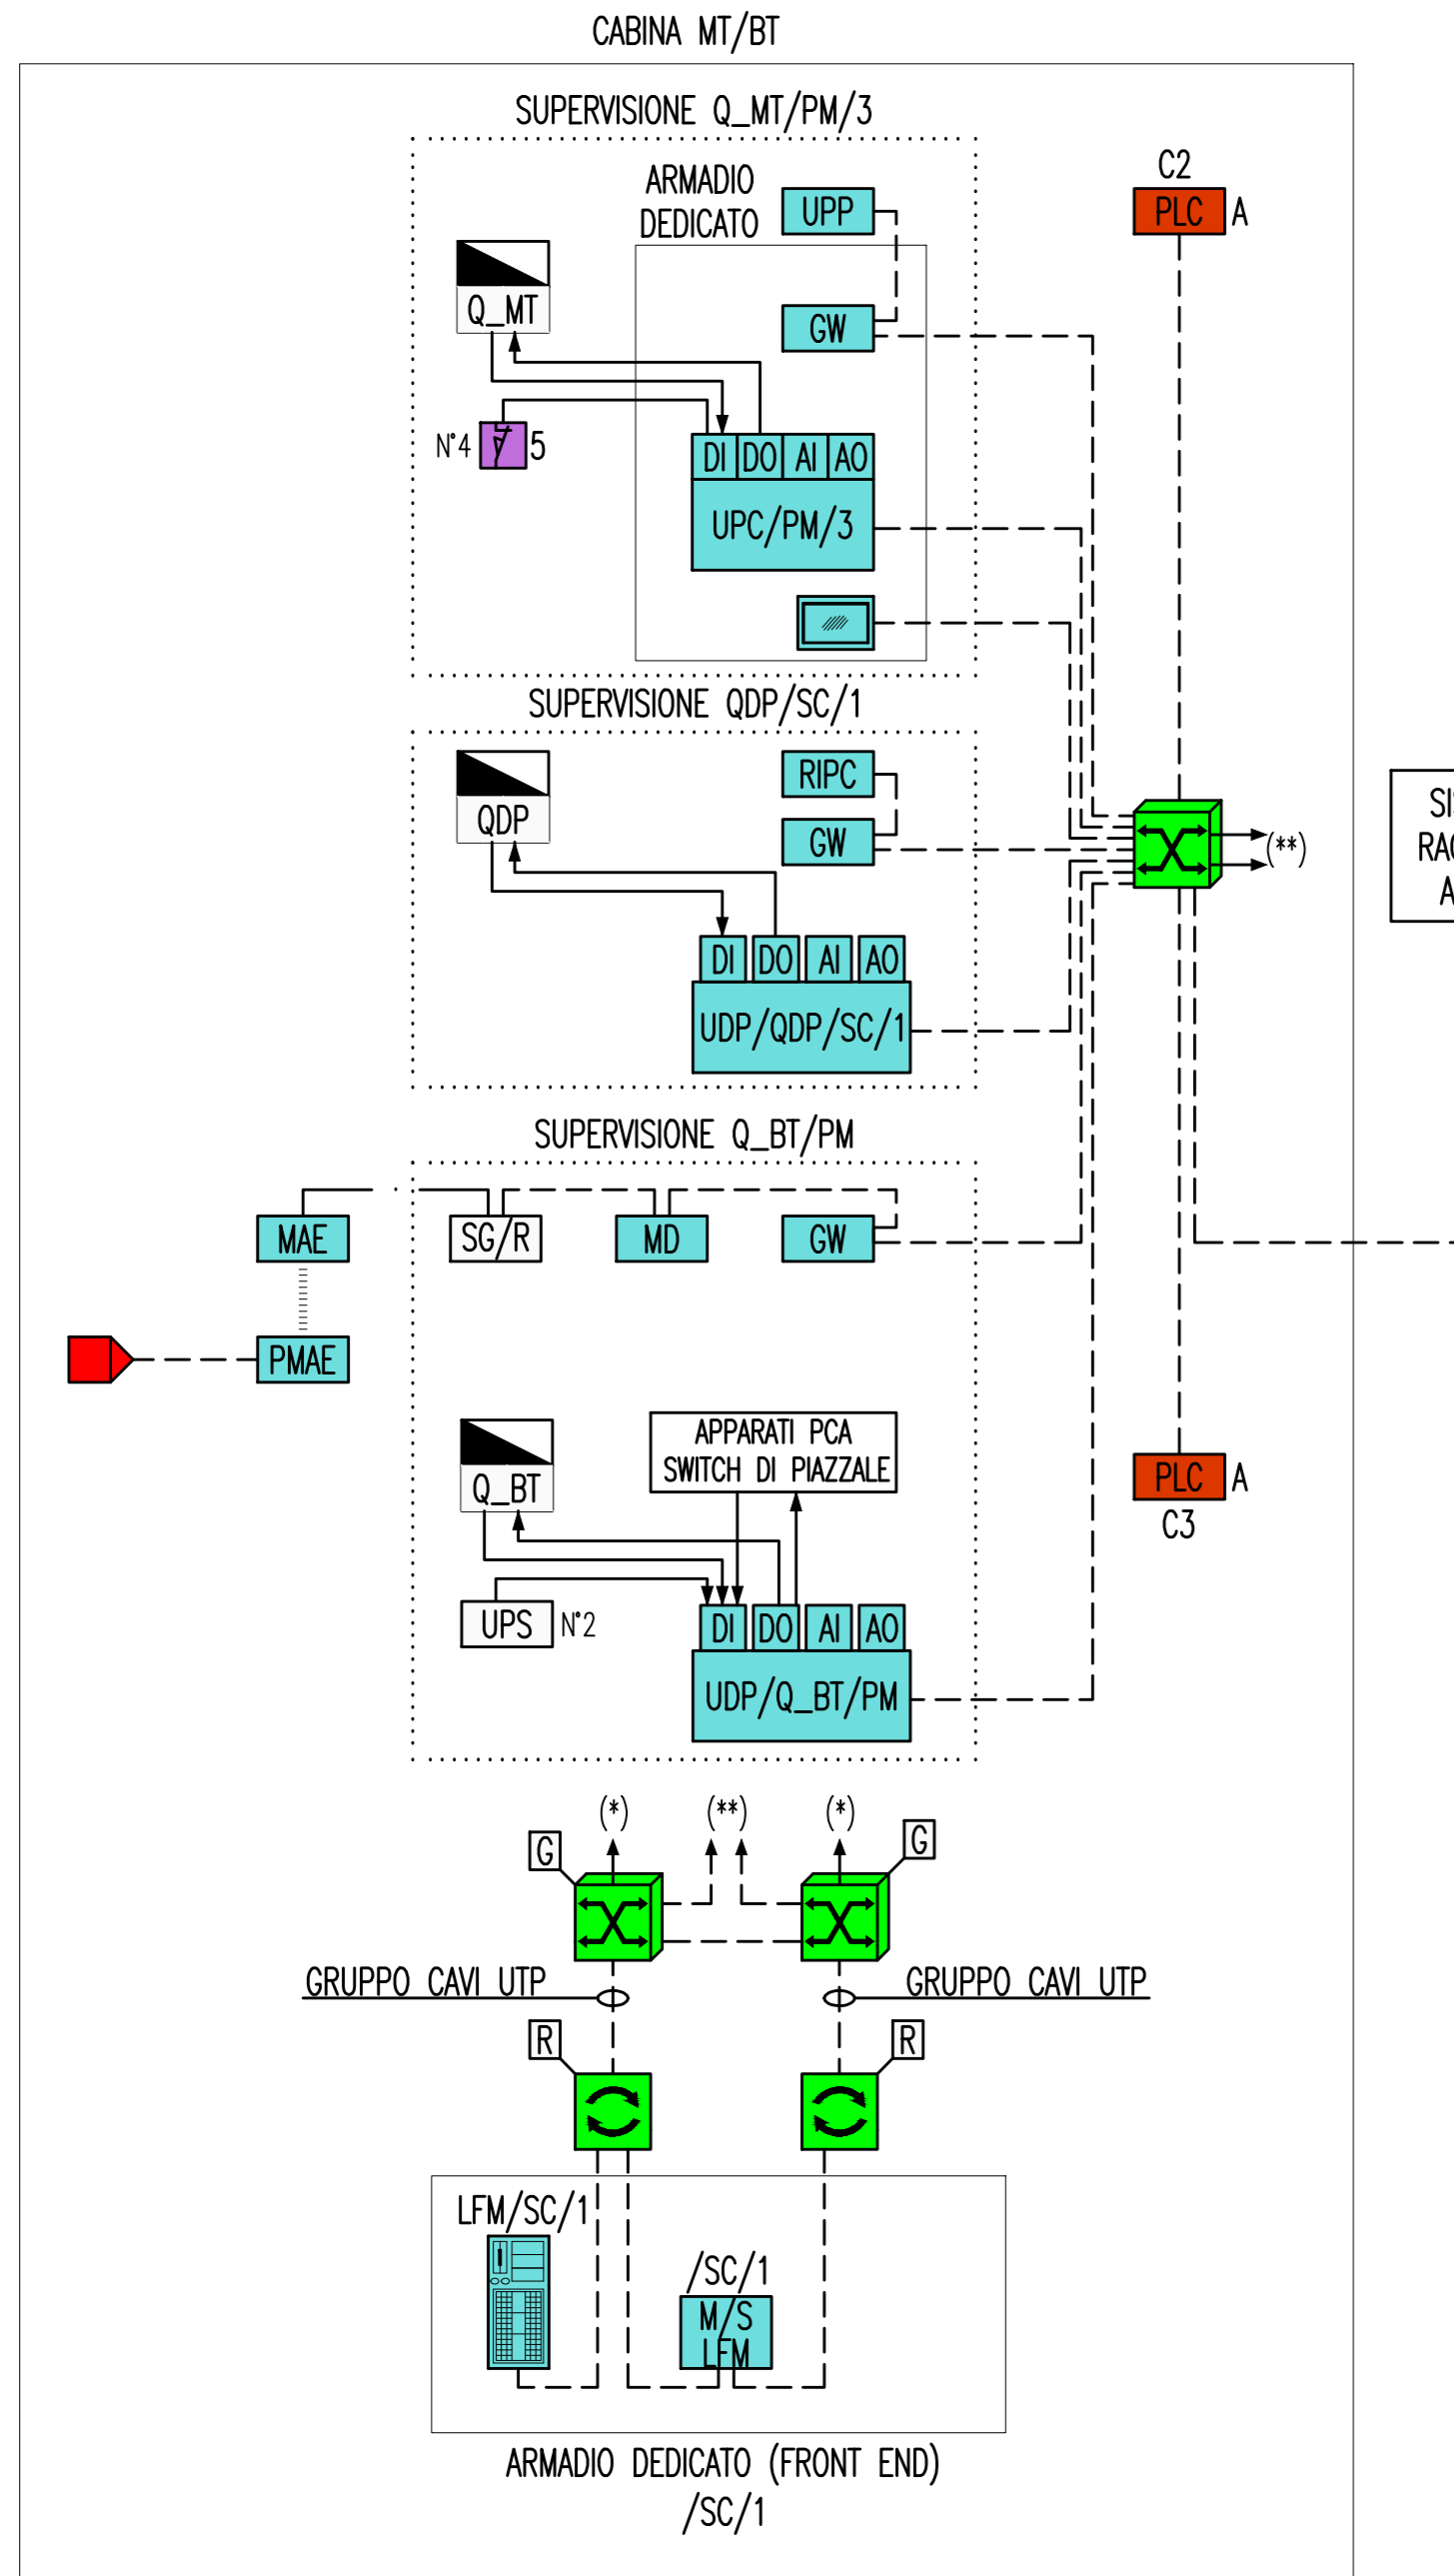 CABINA MT/BT
SUPERVISIONE Q_MT/PM/3
ARMADIO
DEDICATO
UPP
C2
PLC A
Q_MT
GW
N°4
5
DI DO AI AO
UPC/PM/3
SUPERVISIONE QDP/SC/1
QDP
RIPC
GW
(**)
DI DO AI AO
UDP/QDP/SC/1
SUPERVISIONE Q_BT/PM
MAE
SG/R
MD
GW
PMAE
APPARATI PCA
SWITCH DI PIAZZALE
Q_BT
PLC A
C3
UPS N°2
DI DO AI AO
UDP/Q_BT/PM
(*) (**) (*)
G
G
GRUPPO CAVI UTP
GRUPPO CAVI UTP
R
R
LFM/SC/1
/SC/1
M/S
LFM
ARMADIO DEDICATO (FRONT END)
/SC/1